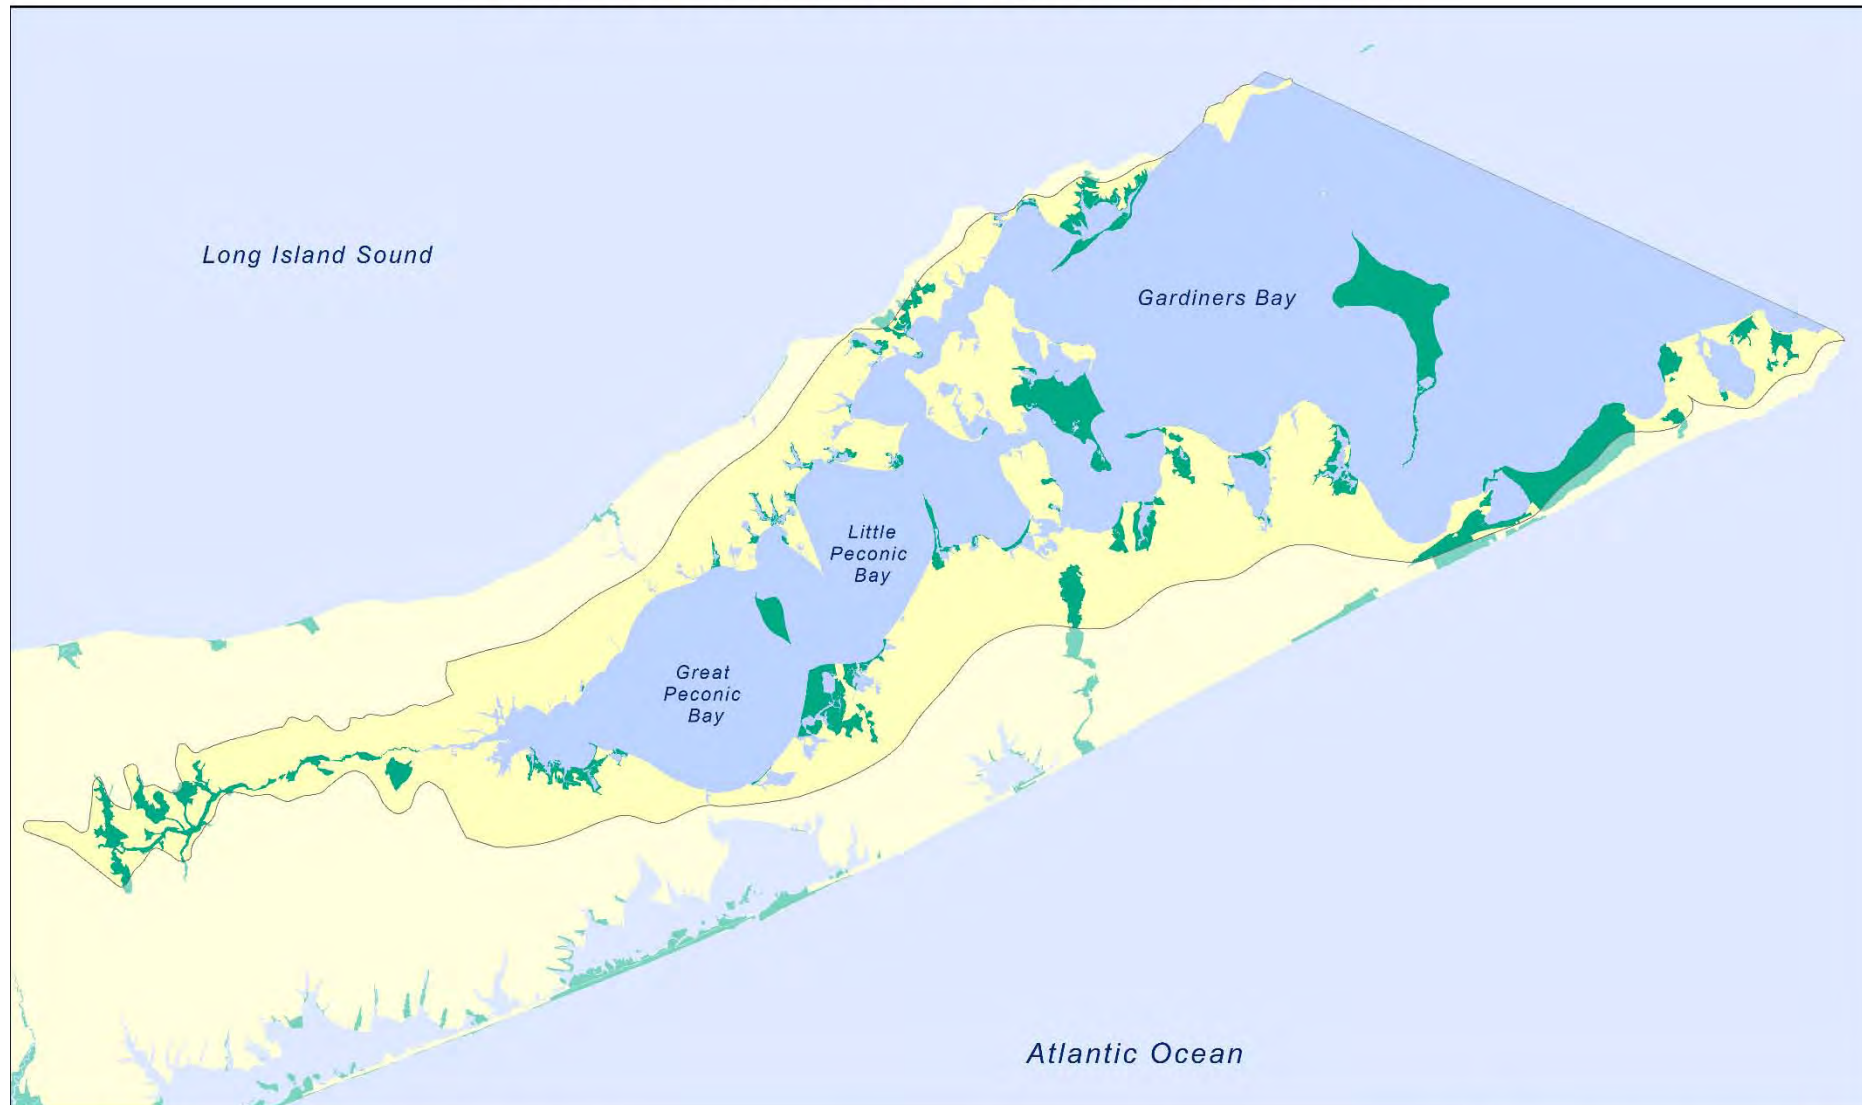 Long Island Sound
Gardiners Bay
Little
Peconic
Bay
Great
Peconic
Bay
Atlantic Ocean